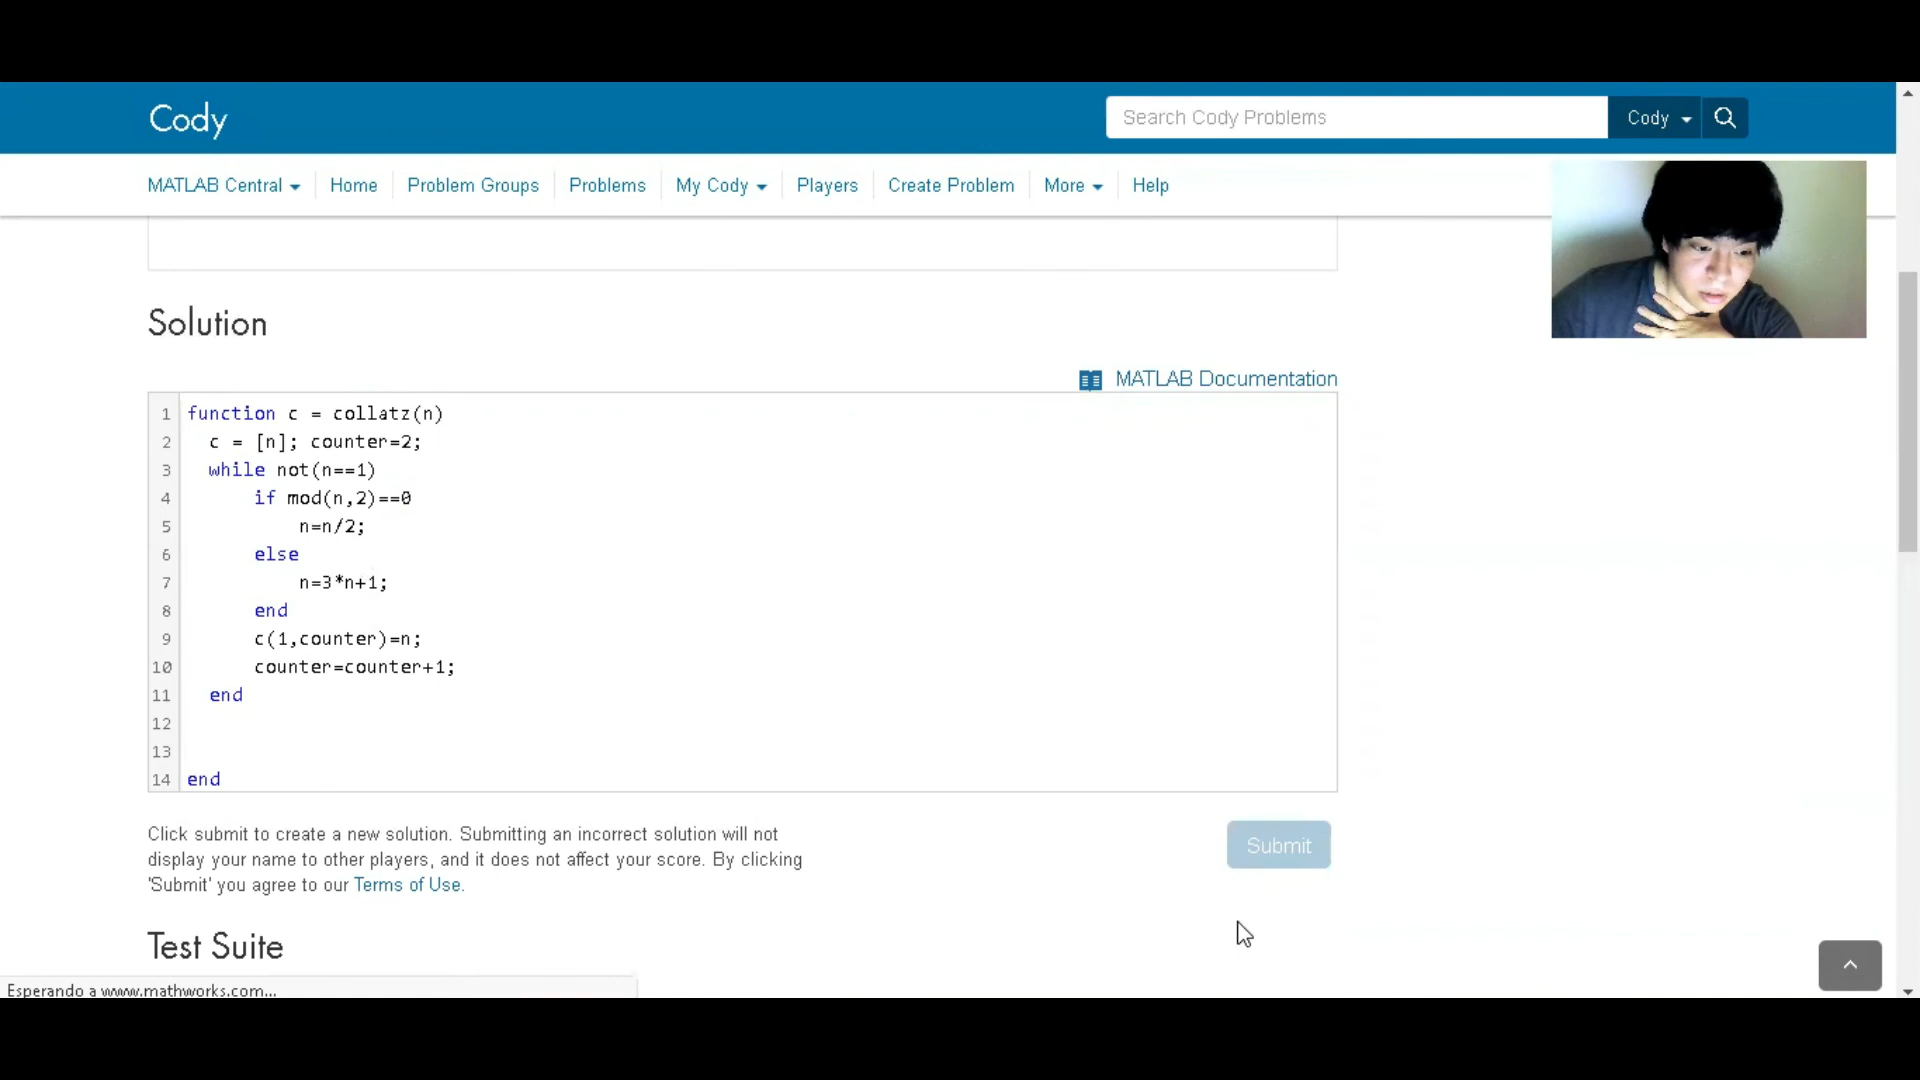 Cody
Search Cody Problems
Cody
MATLAB Central
Home
Problem Groups
Problems
My Cody
Players
Create Problem
More
Help
Solution
MATLAB Documentation
1 function c = collatz(n)
2 c = [n]; counter=2;
3 while not(n==1)
4 if mod(n,2)==0
5 n=n/2;
6 else
7 n=3*n+1;
8 end
9 c(1,counter)=n;
10 counter=counter+1;
11 end
12
13
14 end
Click submit to create a new solution. Submitting an incorrect solution will not
display your name to other players, and it does not affect your score. By clicking
'Submit' you agree to our Terms of Use.
Submit
Test Suite
Esperando a www.mathworks.com...